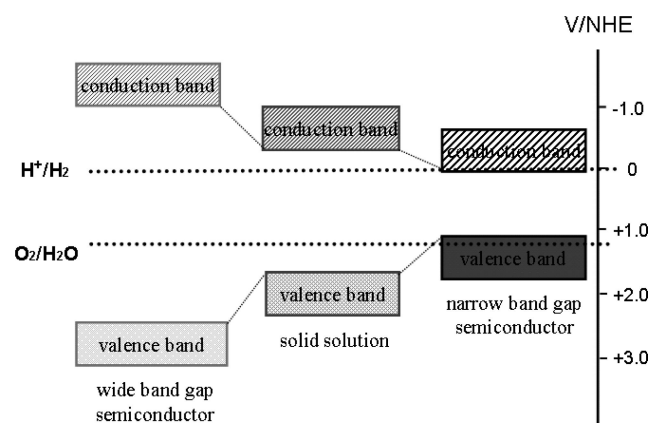 V/NHE
conduction band
conduction band
-1.0
conduction band
H⁺/H₂
0
+1.0
O₂/H₂O
valence band
valence band
+2.0
narrow band gap
semiconductor
valence band
solid solution
+3.0
wide band gap
semiconductor